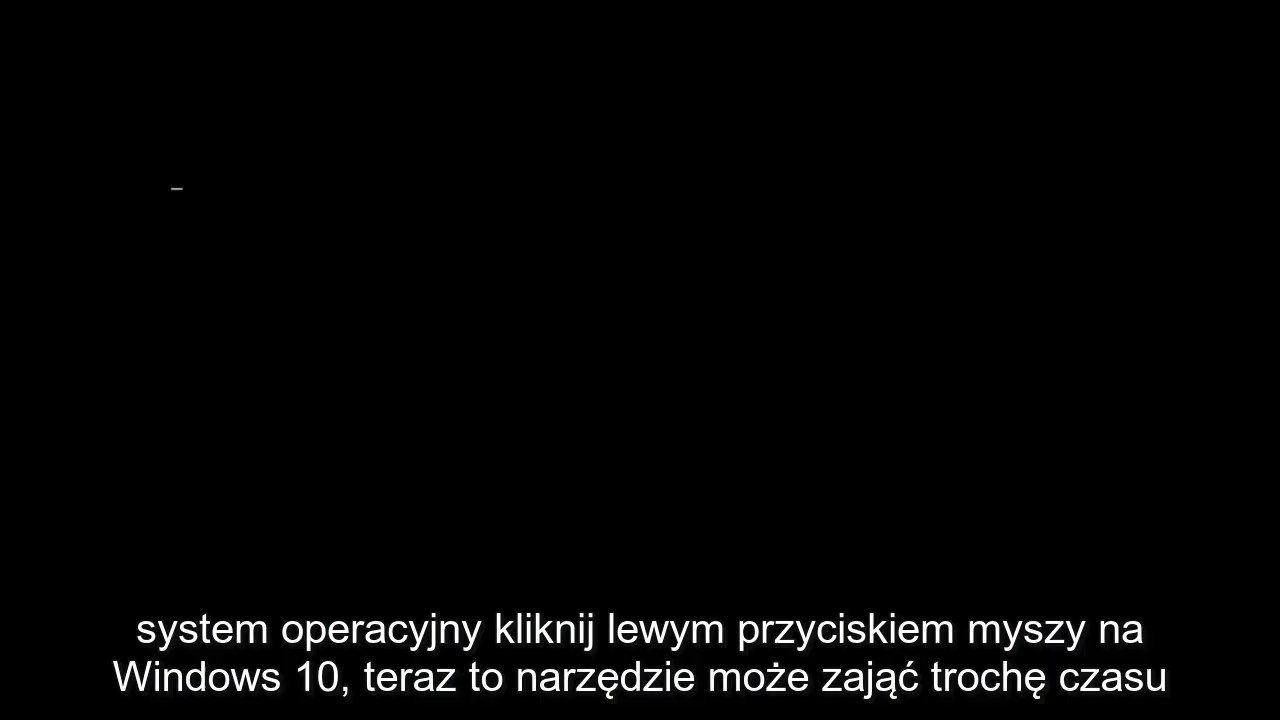 system operacyjny kliknij lewym przyciskiem myszy na
Windows 10, teraz to narzędzie może zająć trochę czasu